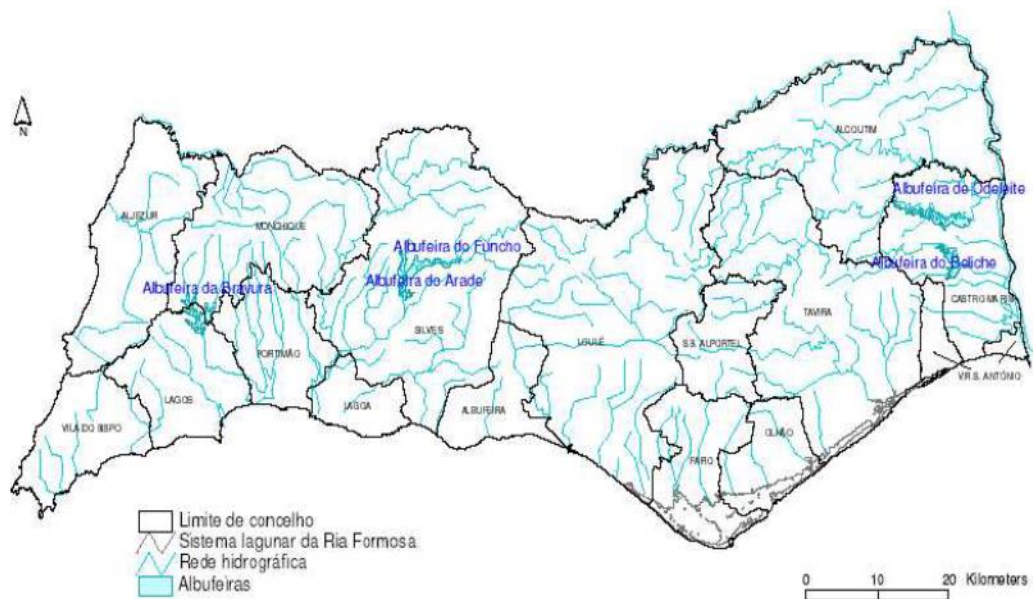 N
ALCOUTIM
Albufeira de Odeleite
ALJEZUR
MONCHIQUE
Albufeira do Funcho
Albufeira do Beliche
Albufeira da Bravura
Albufeira do Arade
CASTRO MARIM
TAVIRA
SILVES
LOULÉ
S.B. ALPORTEL
PORTIMÃO
V.R.S. ANTÓNIO
LAGOS
LAGOA
ALBUFEIRA
VILA DO BISPO
OLHÃO
FARO
Limite de concelho
Sistema lagunar da Ria Formosa
Rede hidrográfica
Albufeiras
0 10 20 Kilometers